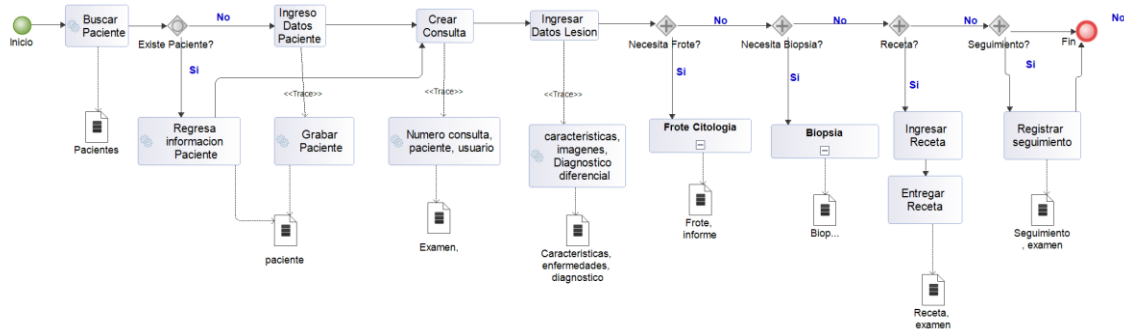 Inicio
Buscar
Paciente
Pacientes
Existe Paciente?
No
Si
Regresa
informacion
Paciente
Ingreso
Datos
Paciente
<<Trace>>
Grabar
Paciente
paciente
Crear
Consulta
<<Trace>>
Numero consulta,
paciente, usuario
Examen,
Ingresar
Datos Lesion
<<Trace>>
caracteristicas,
imagenes,
Diagnostico
diferencial
Caracteristicas,
enfermedades,
diagnostico
Necesita Frote?
No
Si
Frote Citologia
Frote,
informe
Necesita Biopsia?
No
Si
Biopsia
Biop...
Receta?
No
Si
Ingresar
Receta
Entregar
Receta
Receta,
examen
Seguimiento?
No
Si
Registrar
seguimiento
Seguimiento
, examen
Fin